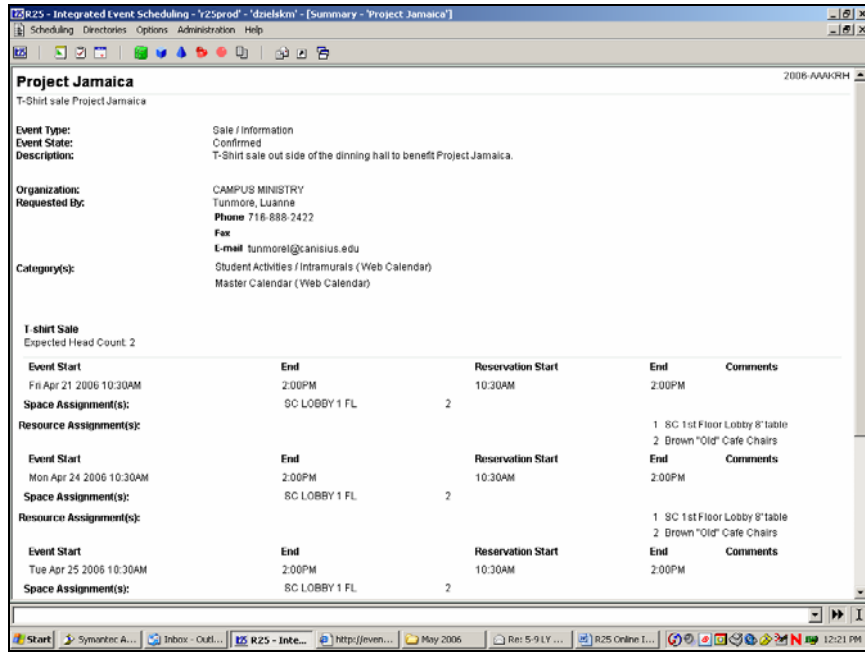 R25 - Integrated Event Scheduling - 'r25prod' - 'dzielskm' - [Summary - 'Project Jamaica']
Scheduling Directories Options Administration Help
Project Jamaica 2006-AAAKRH
T-Shirt sale Project Jamaica
Event Type: Sale / Information
Event State: Confirmed
Description: T-Shirt sale out side of the dinning hall to benefit Project Jamaica.
Organization: CAMPUS MINISTRY
Requested By: Tunmore, Luanne
Phone 716-888-2422
Fax
E-mail tunmorel@canisius.edu
Category(s): Student Activities / Intramurals (Web Calendar)
Master Calendar (Web Calendar)
T-shirt Sale
Expected Head Count: 2
Event Start End Reservation Start End Comments
Fri Apr 21 2006 10:30AM 2:00PM 10:30AM 2:00PM
Space Assignment(s): SC LOBBY 1 FL 2
Resource Assignment(s): 1 SC 1st Floor Lobby 8' table
2 Brown "Old" Cafe Chairs
Event Start End Reservation Start End Comments
Mon Apr 24 2006 10:30AM 2:00PM 10:30AM 2:00PM
Space Assignment(s): SC LOBBY 1 FL 2
Resource Assignment(s): 1 SC 1st Floor Lobby 8' table
2 Brown "Old" Cafe Chairs
Event Start End Reservation Start End Comments
Tue Apr 25 2006 10:30AM 2:00PM 10:30AM 2:00PM
Space Assignment(s): SC LOBBY 1 FL 2
Start Symantec A... Inbox - Outl... R25 - Inte... http://even... May 2006 Re: 5-9 LY ... R25 Online I... 12:21 PM